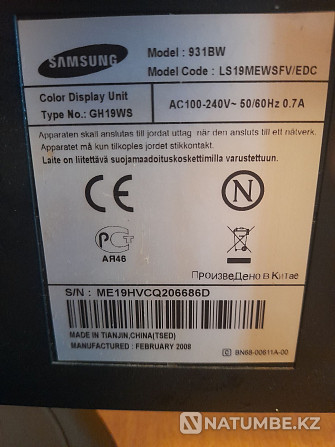 SAMSUNG
Model : 931BW
Model Code : LS19MEWSFV/EDC
Color Display Unit
Type No.: GH19WS
AC100-240V~ 50/60Hz 0.7A
Apparaten skall anslutas till jordat uttag när den ansluts till ett nätverk.
Apparatet må kun tilkoples jordet stikkontakt.
Laite on liitettävä suojamaadoituskoskettimilla varustettuun.
CE
N
РСТ
АЯ46
Произведено в Китае
S/N : ME19HVCQ206686D
MADE IN TIANJIN,CHINA(TSED)
MANUFACTURED : FEBRUARY 2008
C BN68-00611A-00
NATUMBE.KZ